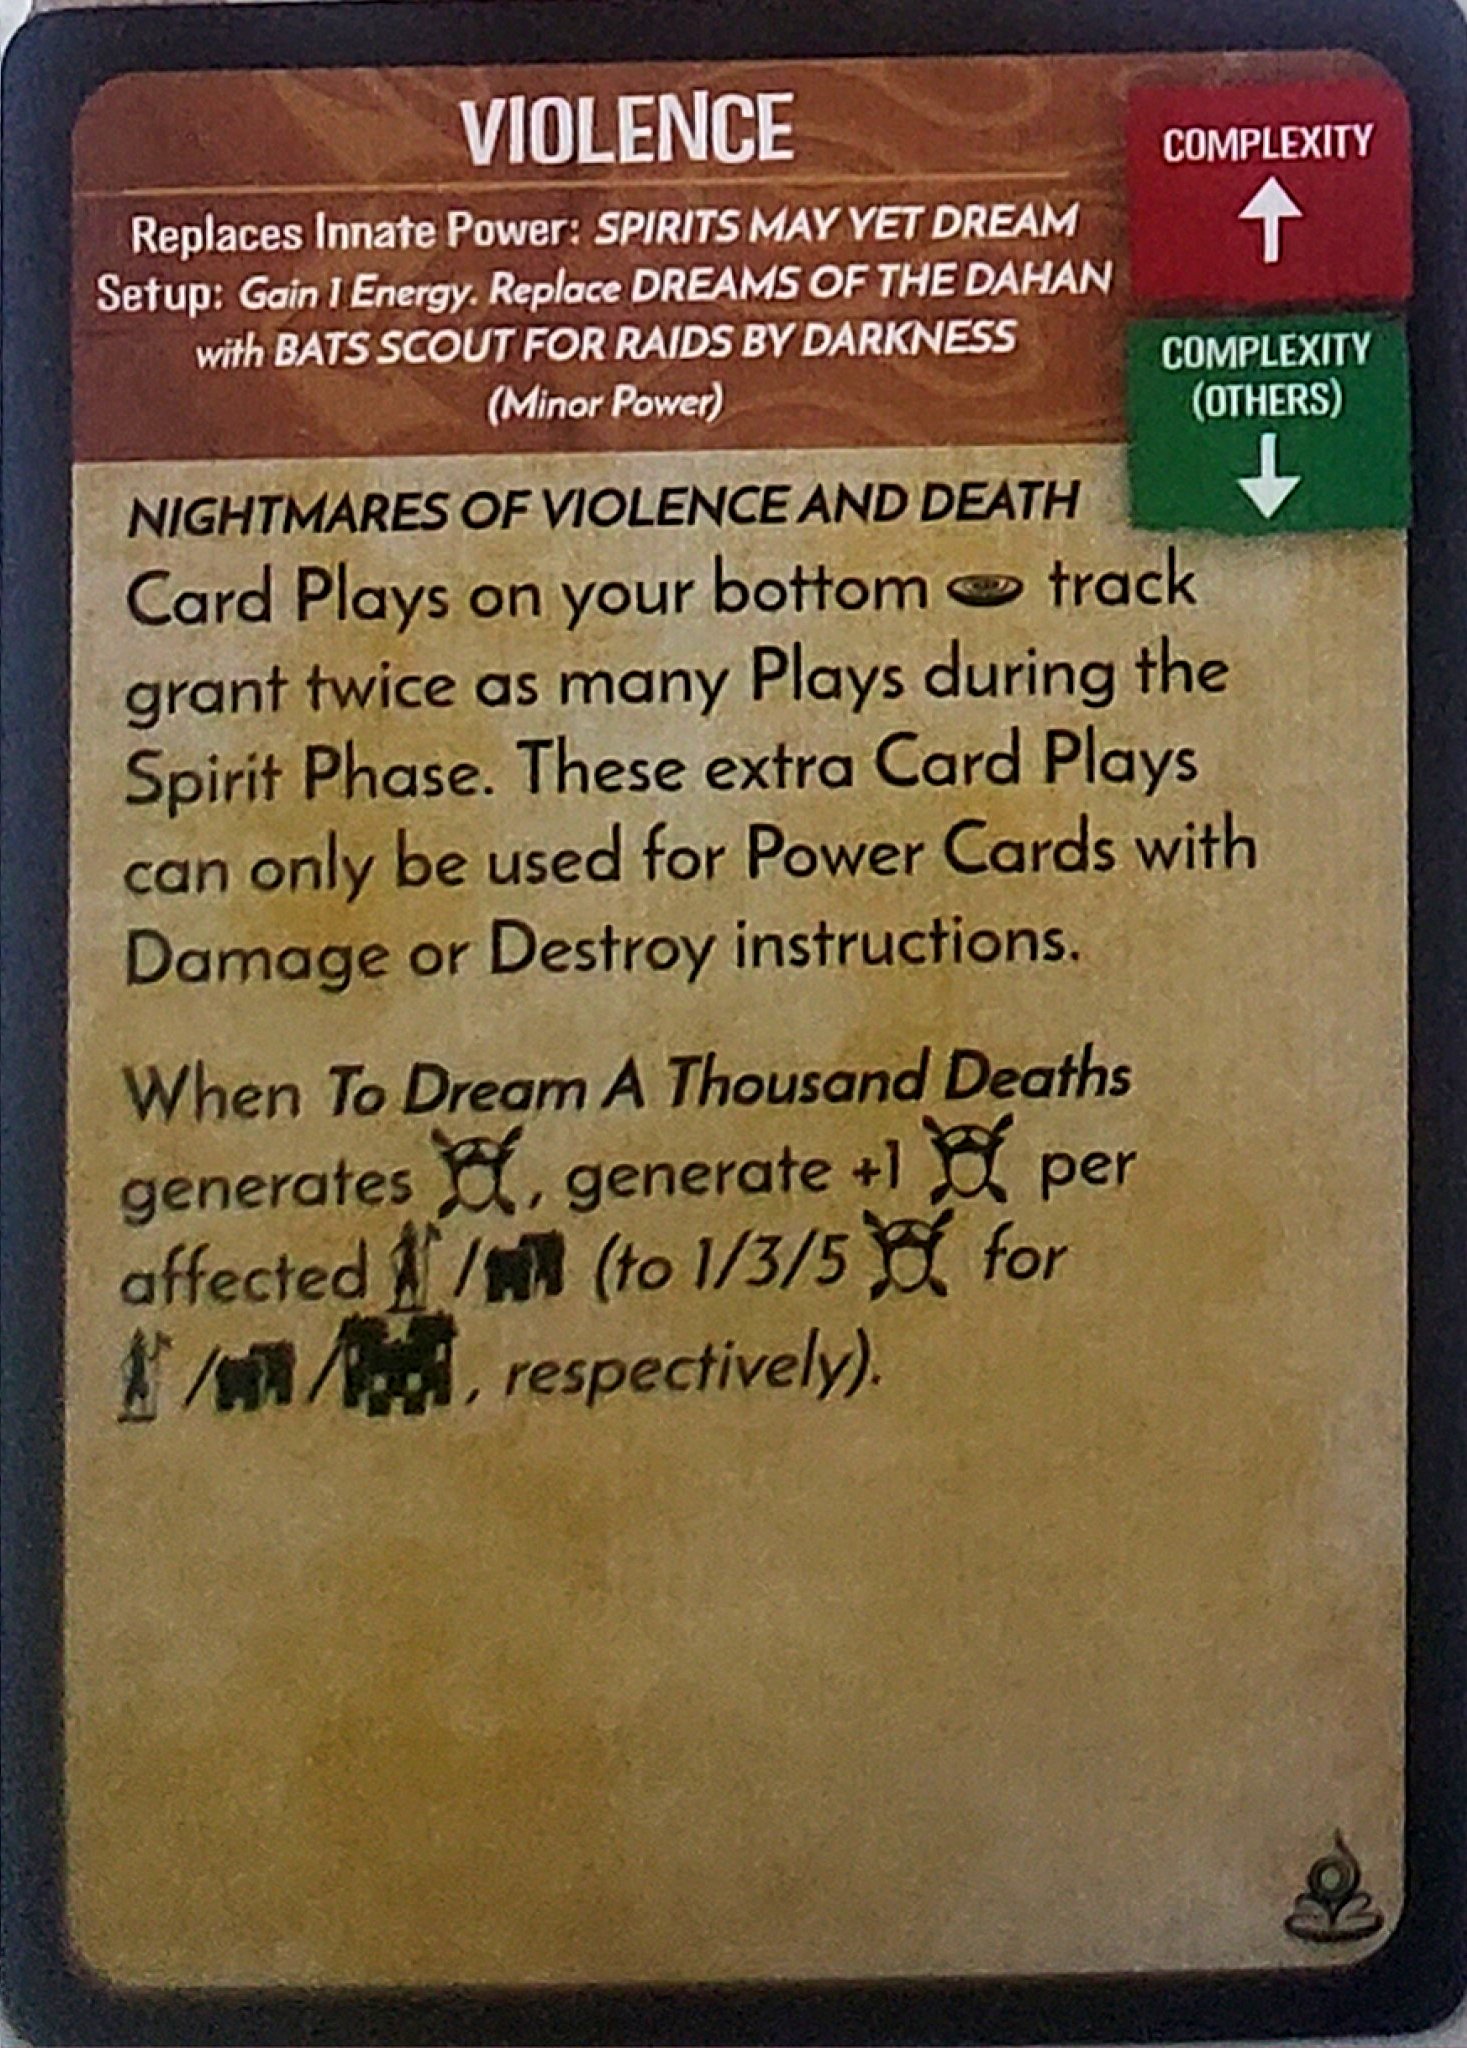 VIOLENCE
COMPLEXITY
Replaces Innate Power: SPIRITS MAY YET DREAM
Setup: Gain 1 Energy. Replace DREAMS OF THE DAHAN
with BATS SCOUT FOR RAIDS BY DARKNESS
(Minor Power)
COMPLEXITY
(OTHERS)
NIGHTMARES OF VIOLENCE AND DEATH
Card Plays on your bottom track
grant twice as many Plays during the
Spirit Phase. These extra Card Plays
can only be used for Power Cards with
Damage or Destroy instructions.
When To Dream A Thousand Deaths
generates , generate +1 per
affected / (to 1/3/5 for
/ / , respectively).